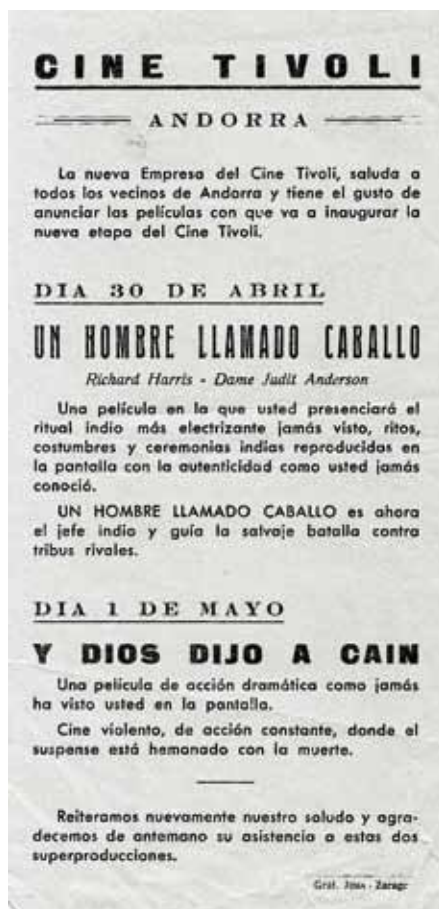 CINE TIVOLI
ANDORRA
La nueva Empresa del Cine Tivoli, saluda a
todos los vecinos de Andorra y tiene el gusto de
anunciar las películas con que va a inaugurar la
nueva etapa del Cine Tivoli.
DIA 30 DE ABRIL
UN HOMBRE LLAMADO CABALLO
Richard Harris - Dame Judit Anderson
Una película en la que usted presenciará el
ritual indio más electrizante jamás visto, ritos,
costumbres y ceremonias indias reproducidas en
la pantalla con la autenticidad como usted jamás
conoció.
UN HOMBRE LLAMADO CABALLO es ahora
el jefe indio y guía la salvaje batalla contra
tribus rivales.
DIA 1 DE MAYO
Y DIOS DIJO A CAIN
Una película de acción dramática como jamás
ha visto usted en la pantalla.
Cine violento, de acción constante, donde el
suspense está hemanado con la muerte.
Reiteramos nuevamente nuestro saludo y agra-
decemos de antemano su asistencia a estas dos
superproducciones.
Gráf. - Zaragz